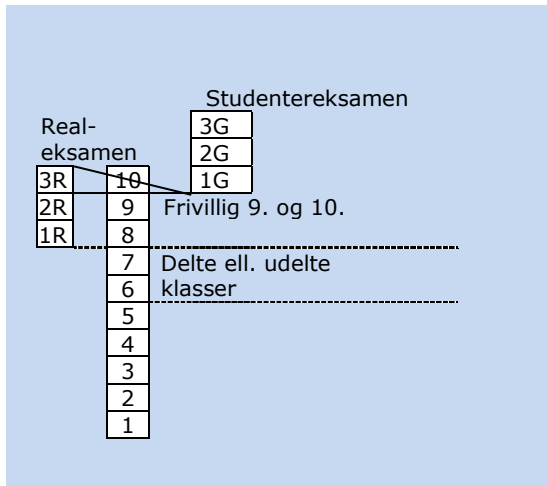 Studentereksamen
Real-
eksamen
3G
2G
3R 10 1G
2R 9 Frivillig 9. og 10.
1R 8
7 Delte ell. udelte
6 klasser
5
4
3
2
1